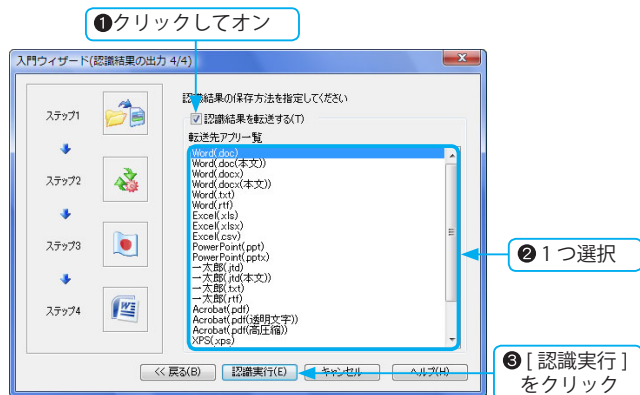 ❶クリックしてオン
入門ウィザード(認識結果の出力 4/4)
認識結果の保存方法を指定してください
認識結果を転送する(T)
転送先アプリ一覧
ステップ1
ステップ2
ステップ3
ステップ4
Word(.doc)
Word(.doc(本文))
Word(.docx)
Word(.docx(本文))
Word(.txt)
Word(.rtf)
Excel(.xls)
Excel(.xlsx)
Excel(.csv)
PowerPoint(.ppt)
PowerPoint(.pptx)
一太郎(.jtd)
一太郎(.jtd(本文))
一太郎(.txt)
一太郎(.rtf)
Acrobat(.pdf)
Acrobat(.pdf(透明文字))
Acrobat(.pdf(高圧縮))
XPS(.xps)
❷1つ選択
<< 戻る(B)
認識実行(E)
キャンセル
ヘルプ(H)
❸[認識実行]
をクリック